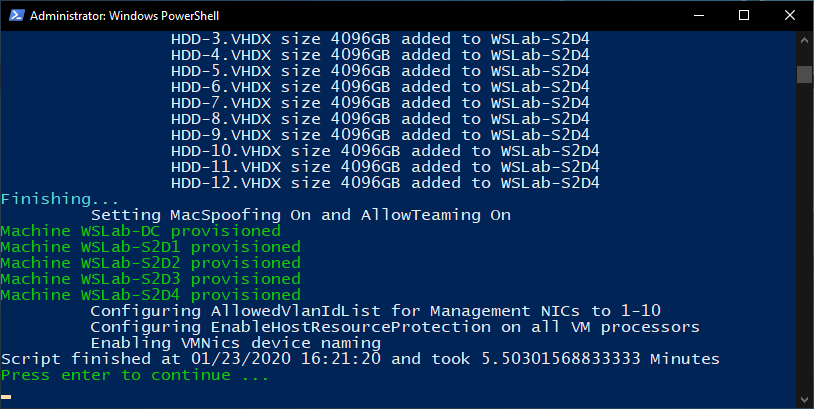 Administrator: Windows PowerShell
HDD-3.VHDX size 4096GB added to WSLab-S2D4
HDD-4.VHDX size 4096GB added to WSLab-S2D4
HDD-5.VHDX size 4096GB added to WSLab-S2D4
HDD-6.VHDX size 4096GB added to WSLab-S2D4
HDD-7.VHDX size 4096GB added to WSLab-S2D4
HDD-8.VHDX size 4096GB added to WSLab-S2D4
HDD-9.VHDX size 4096GB added to WSLab-S2D4
HDD-10.VHDX size 4096GB added to WSLab-S2D4
HDD-11.VHDX size 4096GB added to WSLab-S2D4
HDD-12.VHDX size 4096GB added to WSLab-S2D4
Finishing...
Setting MacSpoofing On and AllowTeaming On
Machine WSLab-DC provisioned
Machine WSLab-S2D1 provisioned
Machine WSLab-S2D2 provisioned
Machine WSLab-S2D3 provisioned
Machine WSLab-S2D4 provisioned
Configuring AllowedVlanIdList for Management NICs to 1-10
Configuring EnableHostResourceProtection on all VM processors
Enabling VMNics device naming
Script finished at 01/23/2020 16:21:20 and took 5.50301568833333 Minutes
Press enter to continue ...